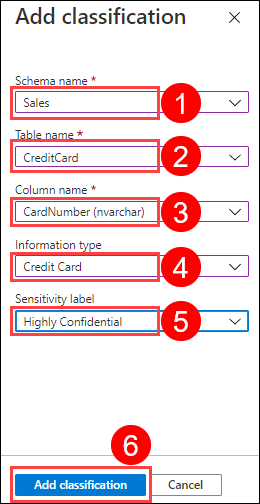 Add classification
Schema name *
Sales
1
Table name *
CreditCard
2
Column name *
CardNumber (nvarchar)
3
Information type
Credit Card
4
Sensitivity label
Highly Confidential
5
6
Add classification Cancel